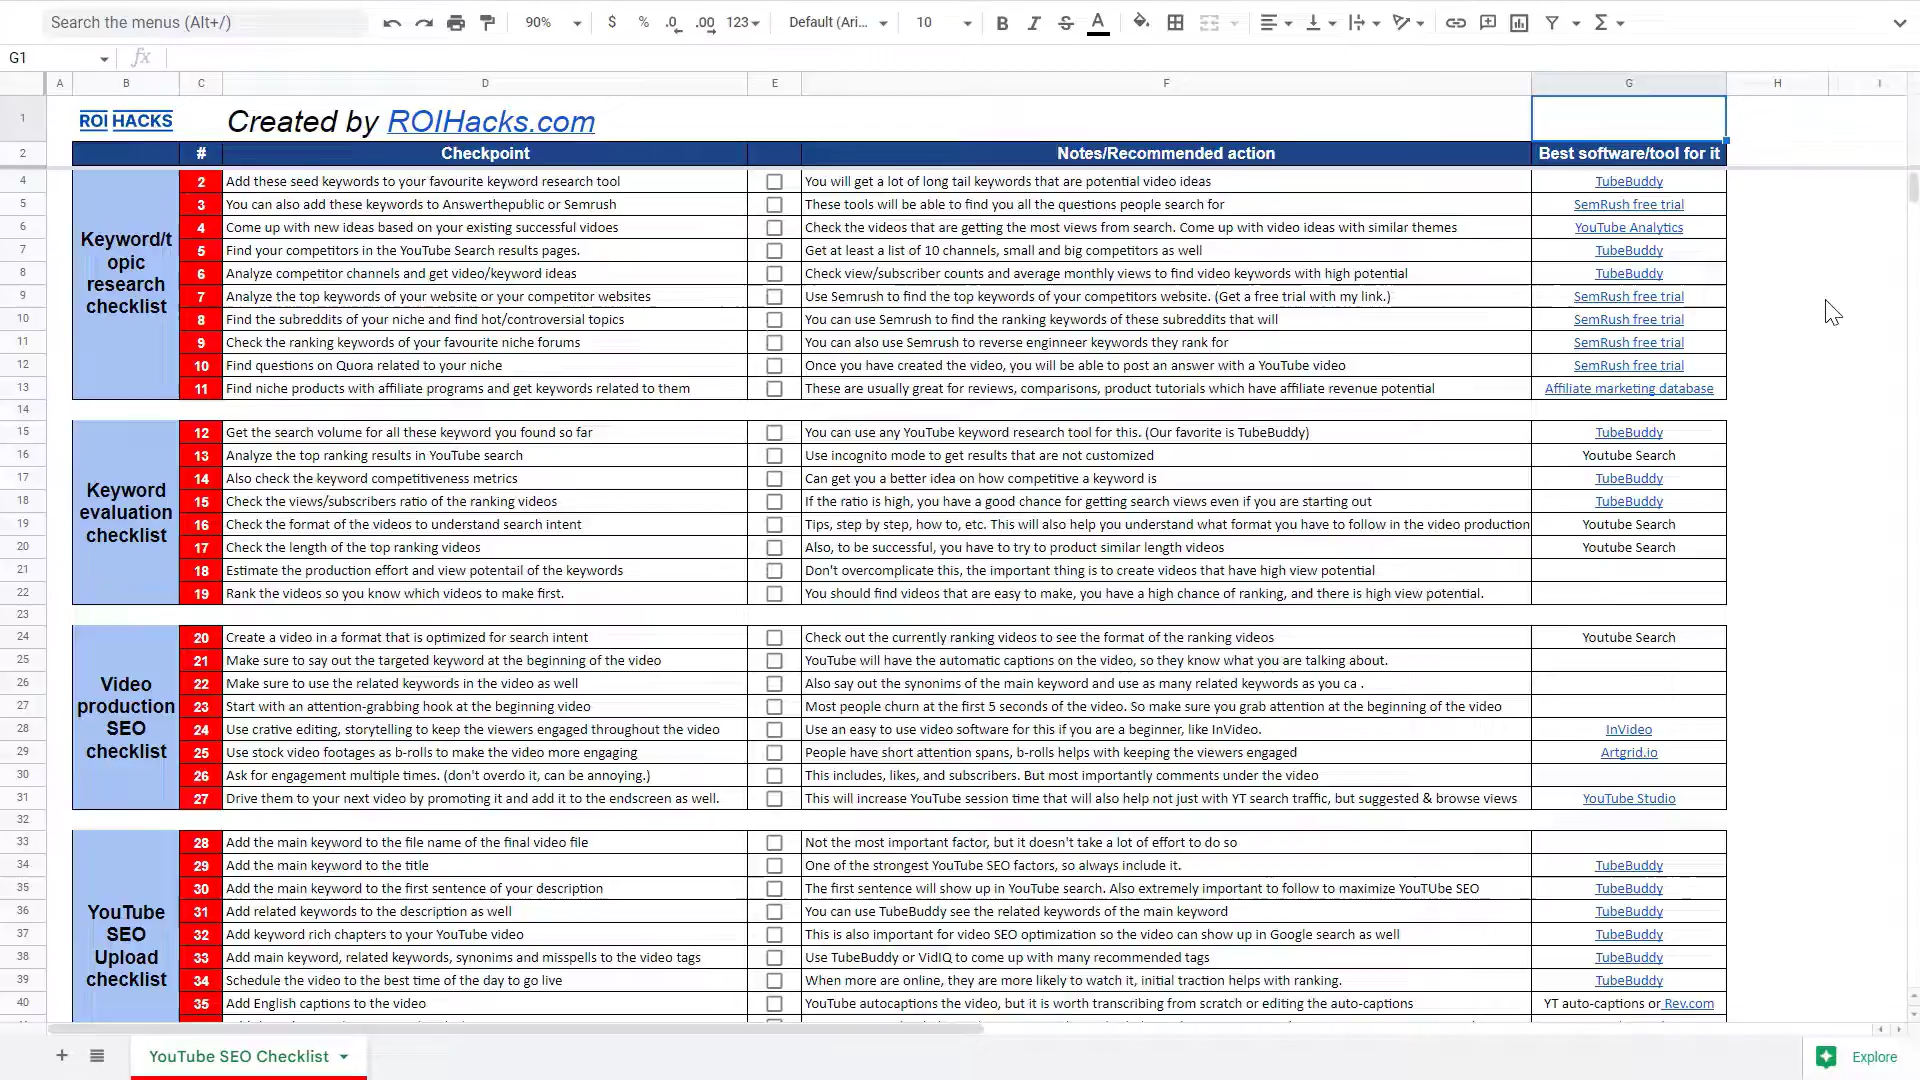 Search the menus (Alt+/)
90%
$ % .0 .00 123
Default (Ari...
10
B I S A
G1
fx
A B C D E F G H I
1 ROI HACKS Created by ROIHacks.com
2 # Checkpoint Notes/Recommended action Best software/tool for it
Keyword/t
opic
research
checklist
4 2 Add these seed keywords to your favourite keyword research tool You will get a lot of long tail keywords that are potential video ideas TubeBuddy
5 3 You can also add these keywords to Answerthepublic or Semrush These tools will be able to find you all the questions people search for SemRush free trial
6 4 Come up with new ideas based on your existing successful vidoes Check the videos that are getting the most views from search. Come up with video ideas with similar themes YouTube Analytics
7 5 Find your competitors in the YouTube Search results pages. Get at least a list of 10 channels, small and big competitors as well TubeBuddy
8 6 Analyze competitor channels and get video/keyword ideas Check view/subscriber counts and average monthly views to find video keywords with high potential TubeBuddy
9 7 Analyze the top keywords of your website or your competitor websites Use Semrush to find the top keywords of your competitors website. (Get a free trial with my link.) SemRush free trial
10 8 Find the subreddits of your niche and find hot/controversial topics You can use Semrush to find the ranking keywords of these subreddits that will SemRush free trial
11 9 Check the ranking keywords of your favourite niche forums You can also use Semrush to reverse enginneer keywords they rank for SemRush free trial
12 10 Find questions on Quora related to your niche Once you have created the video, you will be able to post an answer with a YouTube video SemRush free trial
13 11 Find niche products with affiliate programs and get keywords related to them These are usually great for reviews, comparisons, product tutorials which have affiliate revenue potential Affiliate marketing database
14
Keyword
evaluation
checklist
15 12 Get the search volume for all these keyword you found so far You can use any YouTube keyword research tool for this. (Our favorite is TubeBuddy) TubeBuddy
16 13 Analyze the top ranking results in YouTube search Use incognito mode to get results that are not customized Youtube Search
17 14 Also check the keyword competitiveness metrics Can get you a better idea on how competitive a keyword is TubeBuddy
18 15 Check the views/subscribers ratio of the ranking videos If the ratio is high, you have a good chance for getting search views even if you are starting out TubeBuddy
19 16 Check the format of the videos to understand search intent Tips, step by step, how to, etc. This will also help you understand what format you have to follow in the video production Youtube Search
20 17 Check the length of the top ranking videos Also, to be successful, you have to try to product similar length videos Youtube Search
21 18 Estimate the production effort and view potentail of the keywords Don't overcomplicate this, the important thing is to create videos that have high view potential
22 19 Rank the videos so you know which videos to make first. You should find videos that are easy to make, you have a high chance of ranking, and there is high view potential.
23
Video
production
SEO
checklist
24 20 Create a video in a format that is optimized for search intent Check out the currently ranking videos to see the format of the ranking videos Youtube Search
25 21 Make sure to say out the targeted keyword at the beginning of the video YouTube will have the automatic captions on the video, so they know what you are talking about.
26 22 Make sure to use the related keywords in the video as well Also say out the synonims of the main keyword and use as many related keywords as you ca .
27 23 Start with an attention-grabbing hook at the beginning video Most people churn at the first 5 seconds of the video. So make sure you grab attention at the beginning of the video
28 24 Use crative editing, storytelling to keep the viewers engaged throughout the video Use an easy to use video software for this if you are a beginner, like InVideo. InVideo
29 25 Use stock video footages as b-rolls to make the video more engaging People have short attention spans, b-rolls helps with keeping the viewers engaged Artgrid.io
30 26 Ask for engagement multiple times. (don't overdo it, can be annoying.) This includes, likes, and subscribers. But most importantly comments under the video
31 27 Drive them to your next video by promoting it and add it to the endscreen as well. This will increase YouTube session time that will also help not just with YT search traffic, but suggested & browse views YouTube Studio
32
YouTube
SEO
Upload
checklist
33 28 Add the main keyword to the file name of the final video file Not the most important factor, but it doesn't take a lot of effort to do so
34 29 Add the main keyword to the title One of the strongest YouTube SEO factors, so always include it. TubeBuddy
35 30 Add the main keyword to the first sentence of your description The first sentence will show up in YouTube search. Also extremely important to follow to maximize YouTube SEO TubeBuddy
36 31 Add related keywords to the description as well You can use TubeBuddy see the related keywords of the main keyword TubeBuddy
37 32 Add keyword rich chapters to your YouTube video This is also important for video SEO optimization so the video can show up in Google search as well TubeBuddy
38 33 Add main keyword, related keywords, synonims and misspells to the video tags Use TubeBuddy or VidIQ to come up with many recommended tags TubeBuddy
39 34 Schedule the video to the best time of the day to go live When more are online, they are more likely to watch it, initial traction helps with ranking. TubeBuddy
40 35 Add English captions to the video YouTube autocaptions the video, but it is worth transcribing from scratch or editing the auto-captions YT auto-captions or Rev.com
YouTube SEO Checklist
Explore